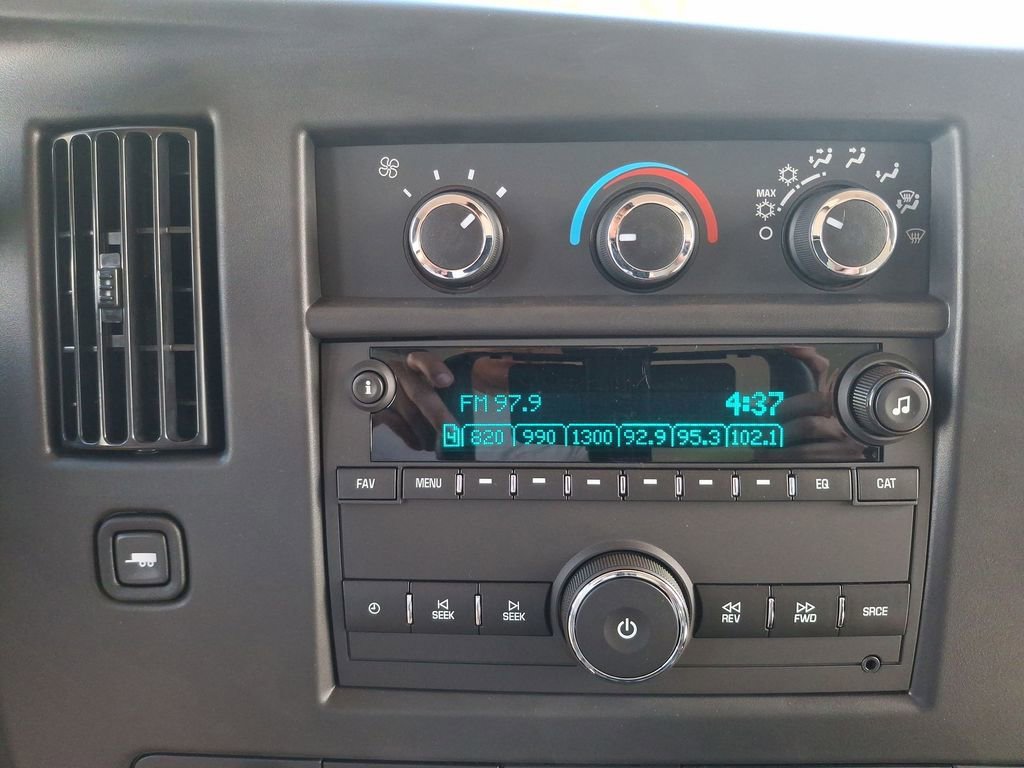 MAX
i
FM 97.9 4:37
4 820 990 1300 92.9 95.3 102.1
FAV MENU EQ CAT
SEEK SEEK REV FWD SRCE